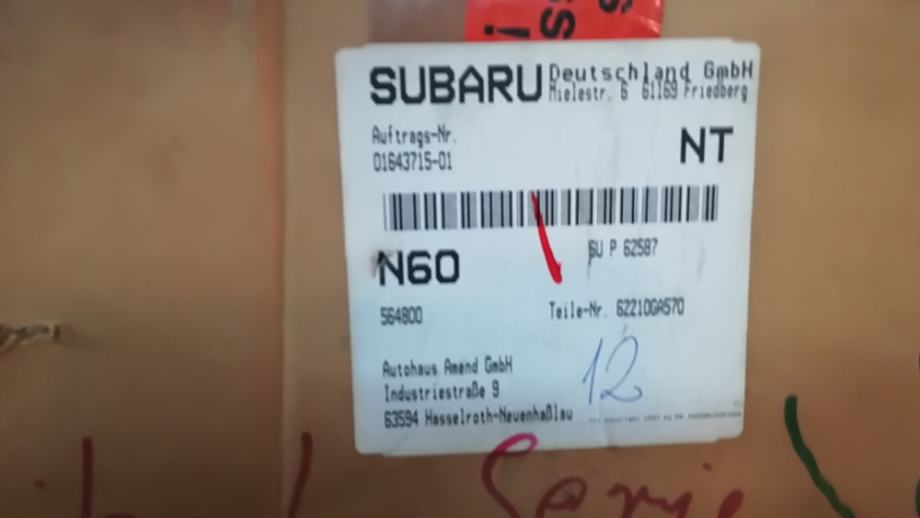 SUBARU Deutschland GmbH
Mielestr. 6 61169 Friedberg
Auftrags-Nr.
01643715-01
NT
N60
SU P 62587
564800
Teile-Nr. 62210GA570
Autohaus Amend GmbH
Industriestraße 9
63594 Hasselroth-Neuenhaßlau
12